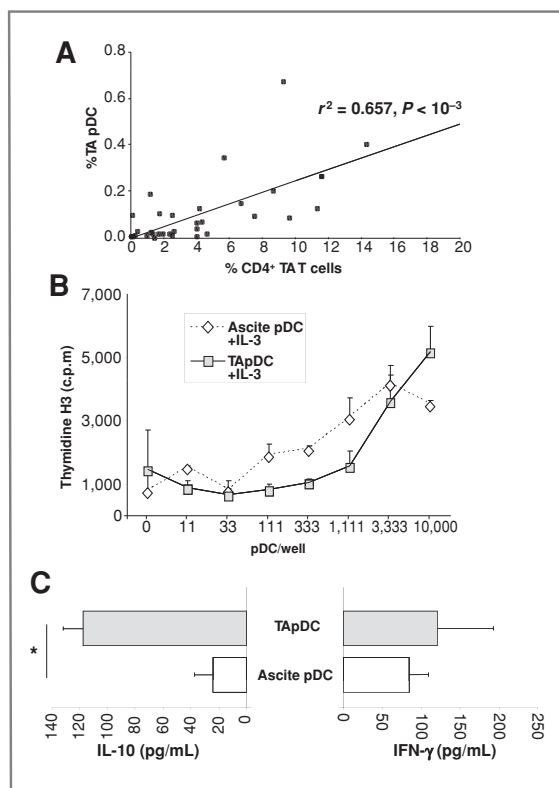 A
0.8
0.6
0.4
0.2
0.0
%TA pDC
r² = 0.657, P < 10⁻³
0 2 4 6 8 10 12 14 16 18 20
% CD4⁺ TAT cells
B
7,000
5,000
3,000
1,000
0
Thymidine H3 (c.p.m)
Ascite pDC
+IL-3
TApDC
+IL-3
0 11 33 111 333 1,111 3,333 10,000
pDC/well
C
*
TApDC
Ascite pDC
140 120 100 80 60 40 20 0
IL-10 (pg/mL)
0 50 100 150 200 250
IFN-γ (pg/mL)